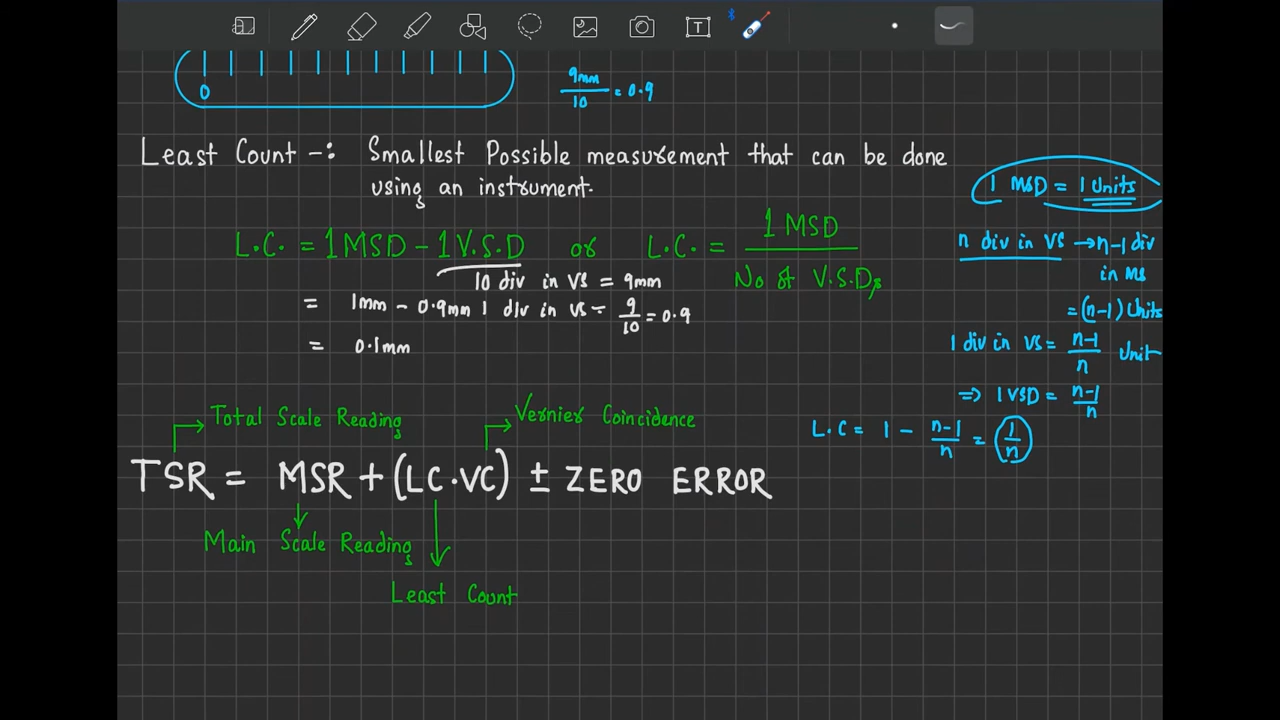 0
9mm
10 = 0.9
Least Count -: Smallest Possible measurement that can be done
using an instrument.
L.C. = 1 MSD - 1 V.S.D or L.C. = 1 MSD
No of V.S.D,s
10 div in VS = 9mm
= 1mm - 0.9mm 1 div in VS = 9
10 = 0.9
= 0.1mm
1 MSD = 1 Units
n div in VS → n-1 div
in MS
= (n-1) Units
1 div in VS = n-1
n Unit
⇒ 1 VSD = n-1
n
L.C = 1 - n-1
n = 1
n
Total Scale Reading
Vernier Coincidence
TSR = MSR + (LC.VC) ± ZERO ERROR
Main Scale Reading
Least Count
T